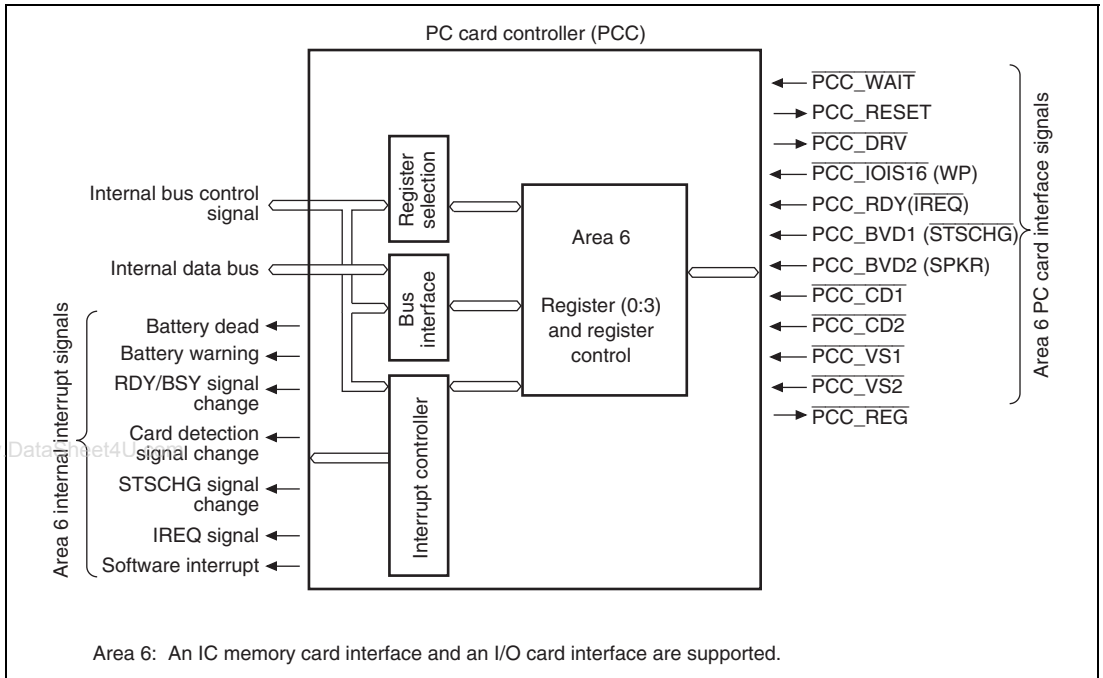 PC card controller (PCC)
Internal bus control
signal
Internal data bus
Area 6 internal interrupt signals
Battery dead
Battery warning
RDY/BSY signal
change
Card detection
signal change
STSCHG signal
change
IREQ signal
Software interrupt
DataSheet4U.com
Register
selection
Bus
interface
Interrupt controller
Area 6
Register (0:3)
and register
control
PCC_WAIT
PCC_RESET
PCC_DRV
PCC_IOIS16 (WP)
PCC_RDY(IREQ)
PCC_BVD1 (STSCHG)
PCC_BVD2 (SPKR)
PCC_CD1
PCC_CD2
PCC_VS1
PCC_VS2
PCC_REG
Area 6 PC card interface signals
Area 6: An IC memory card interface and an I/O card interface are supported.